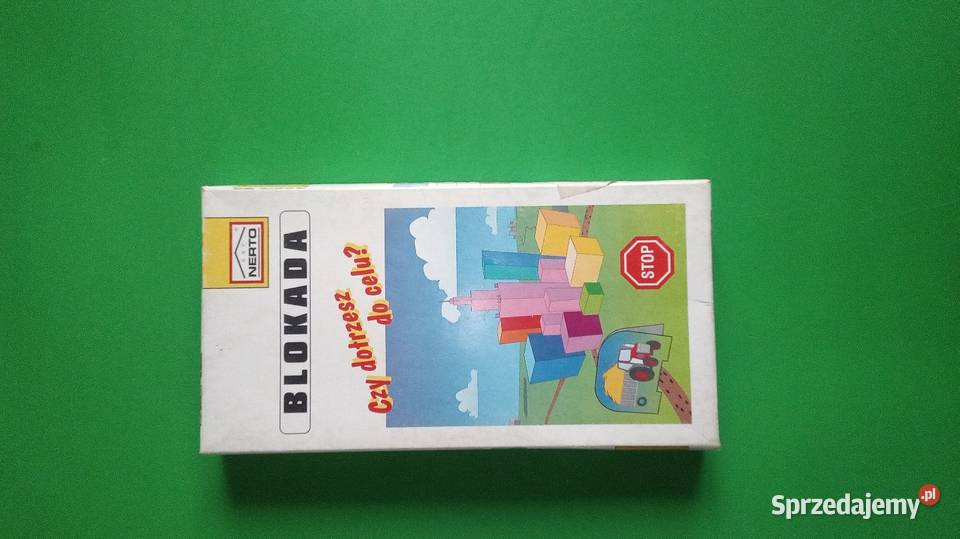 NERTO
BLOKADA
Czy dotrzesz
do celu?
STOP
Sprzedajemy.pl